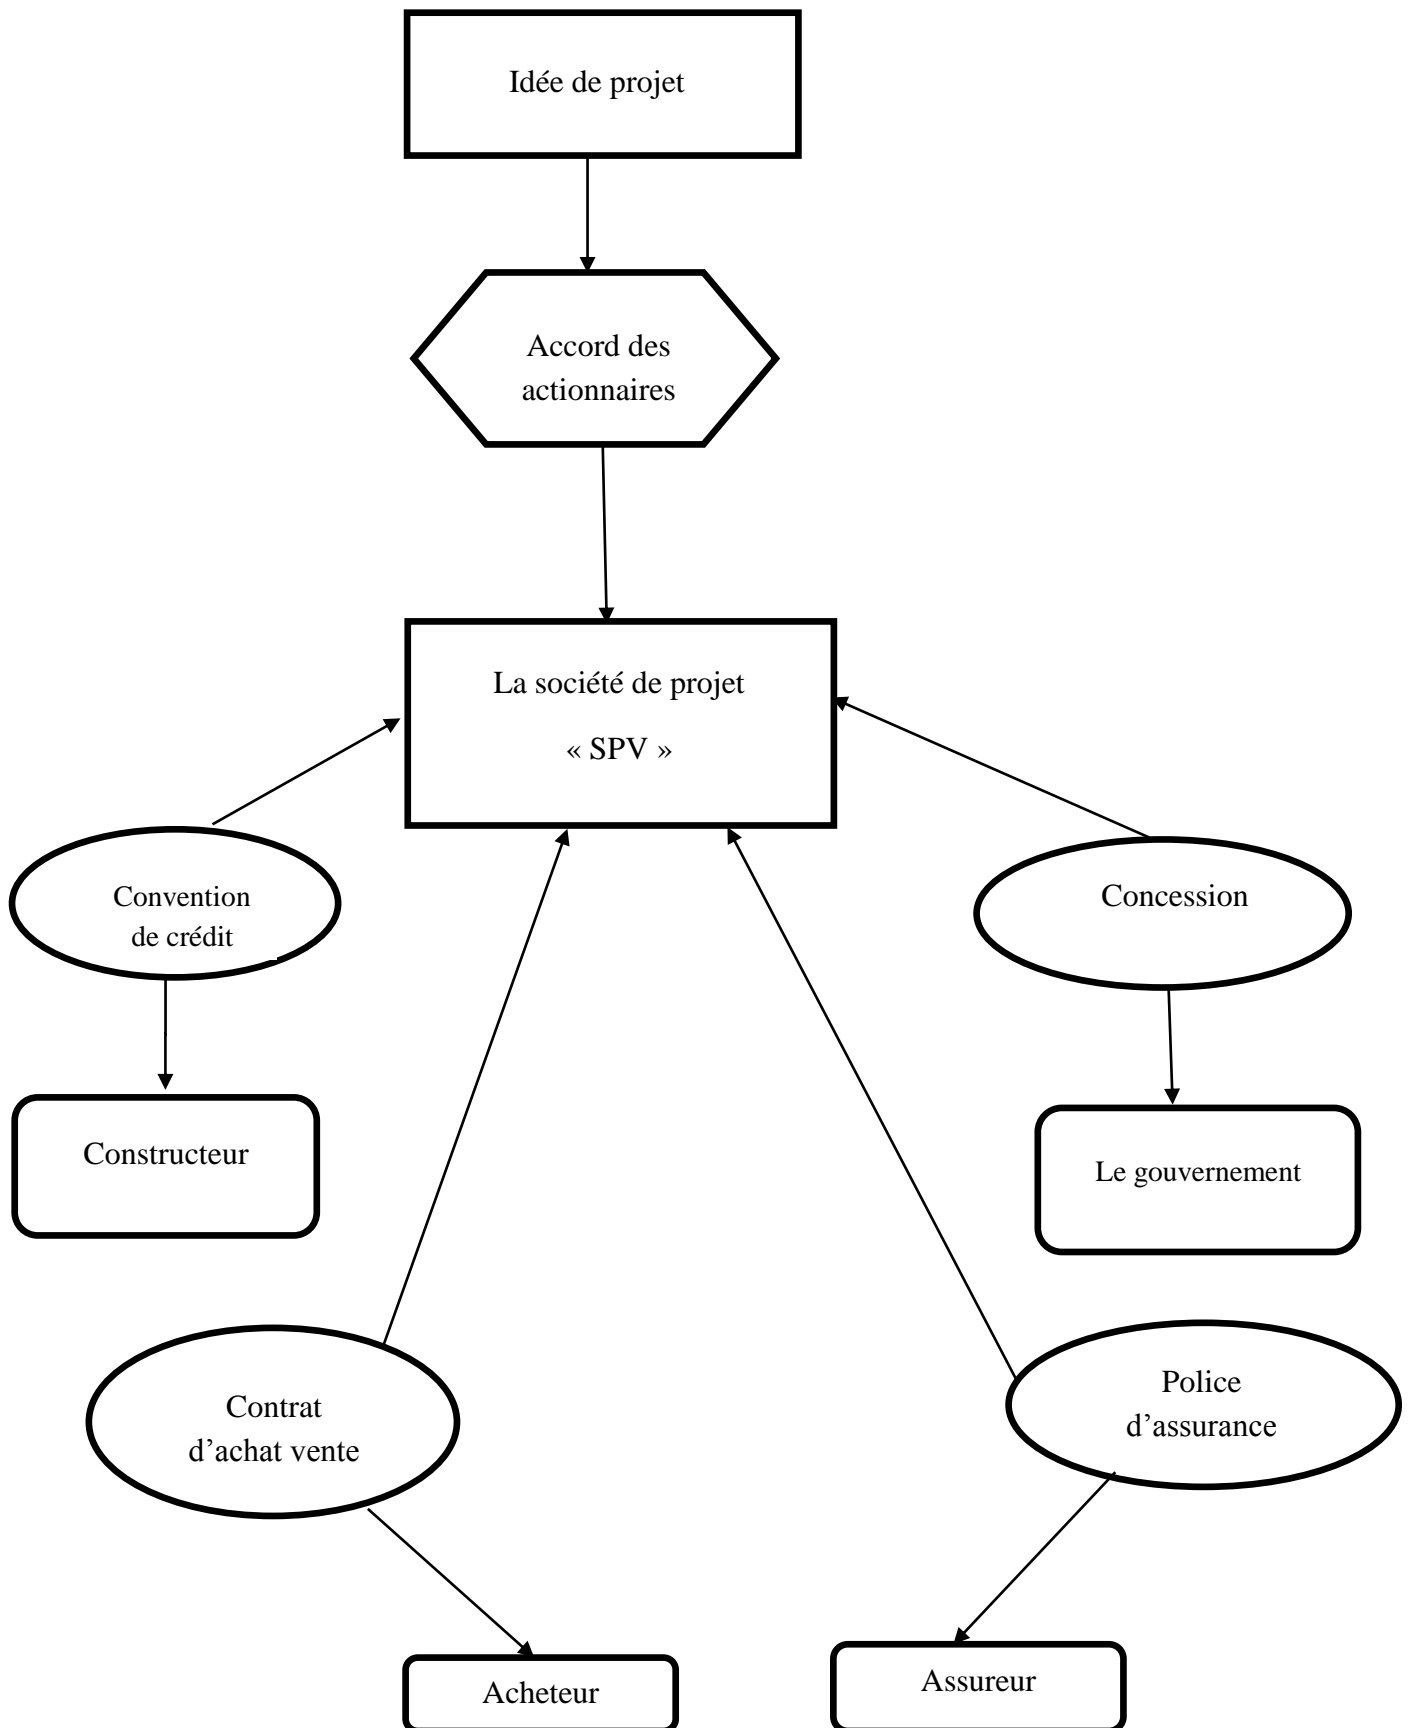 Idée de projet
Accord des
actionnaires
La société de projet
« SPV »
Convention
de crédit
Concession
Constructeur
Le gouvernement
Contrat
d’achat vente
Police
d’assurance
Acheteur
Assureur